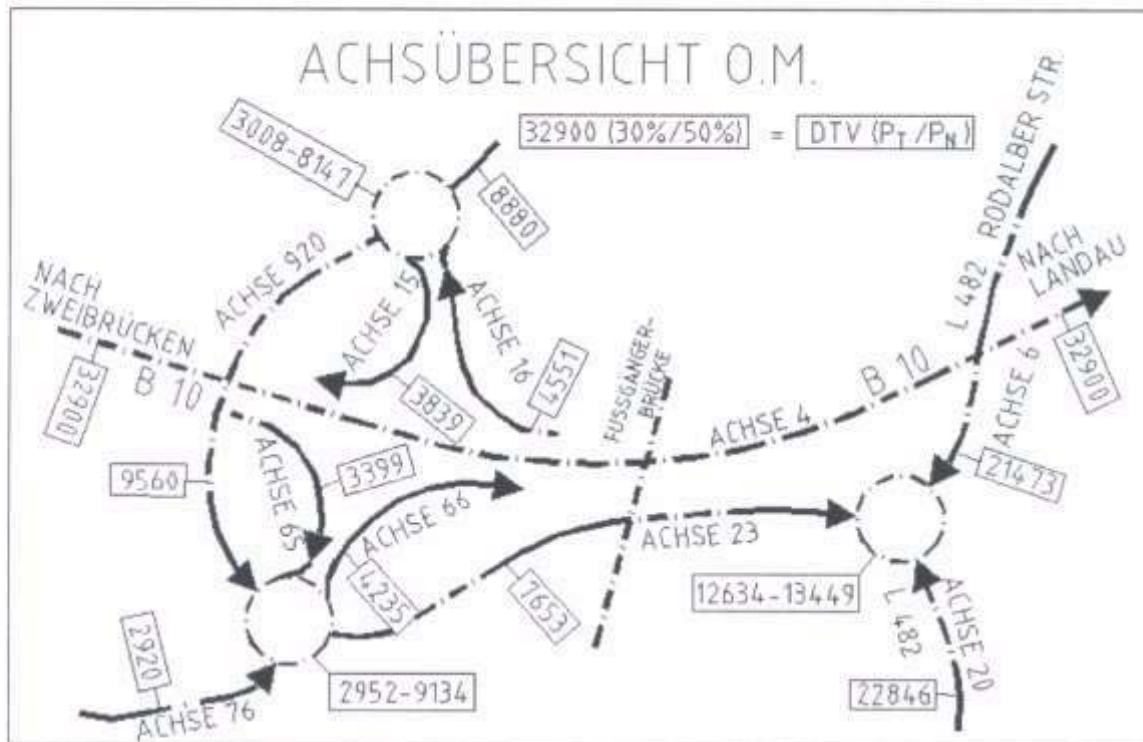 ACHSÜBERSICHT O.M.
32900 (30%/50%) = DTV (PT/PN)
3008-8147
8880
L 482 RODALBER STR.
NACH
LANDAU
32900
NACH
ZWEIBRÜCKEN
32900
B 10
ACHSE 920
ACHSE 15
3839
ACHSE 16
4551
FUSSGÄNGER-
BRÜCKE
ACHSE 4
B 10
ACHSE 6
21473
9560
ACHSE 65
3399
ACHSE 66
4235
7653
ACHSE 23
12634-13449
L 482
ACHSE 20
22846
2920
ACHSE 76
2952-9134